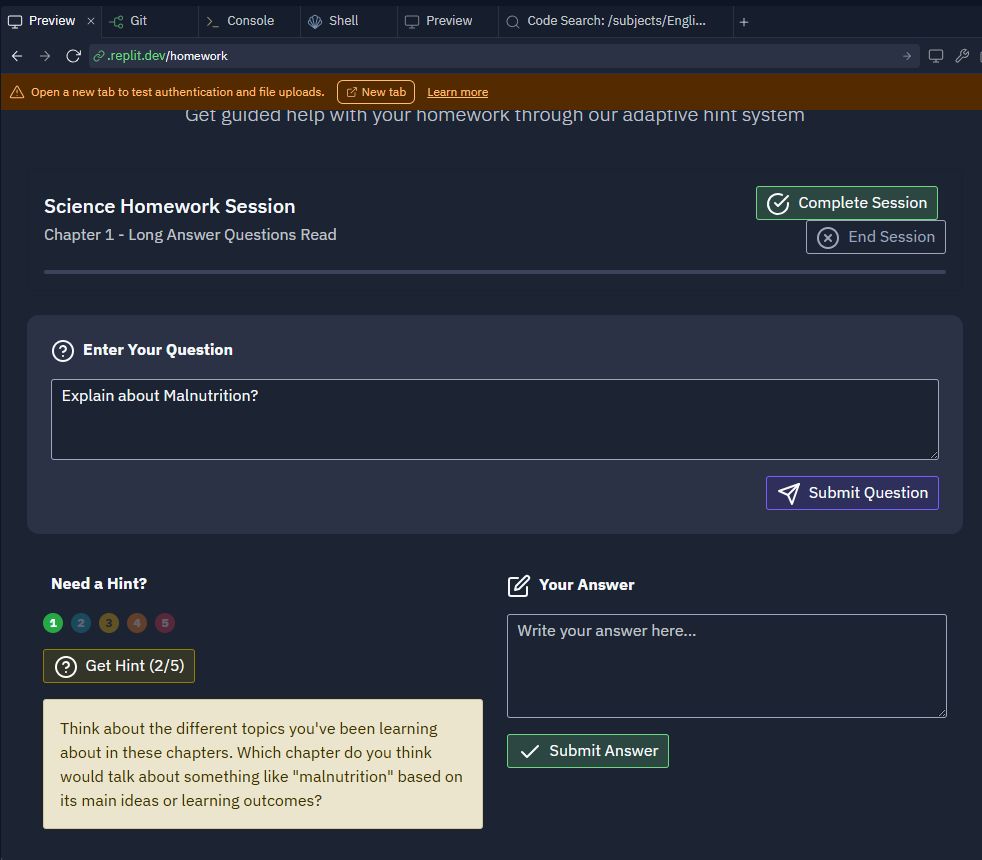 Preview
Git
Console
Shell
Preview
Code Search: /subjects/Engli...
.replit.dev/homework
Open a new tab to test authentication and file uploads.
New tab
Learn more
Get guided help with your homework through our adaptive hint system
Science Homework Session
Complete Session
Chapter 1 - Long Answer Questions Read
End Session
Enter Your Question
Explain about Malnutrition?
Submit Question
Need a Hint?
1 2 3 4 5
Get Hint (2/5)
Think about the different topics you've been learning
about in these chapters. Which chapter do you think
would talk about something like "malnutrition" based on
its main ideas or learning outcomes?
Your Answer
Write your answer here...
Submit Answer